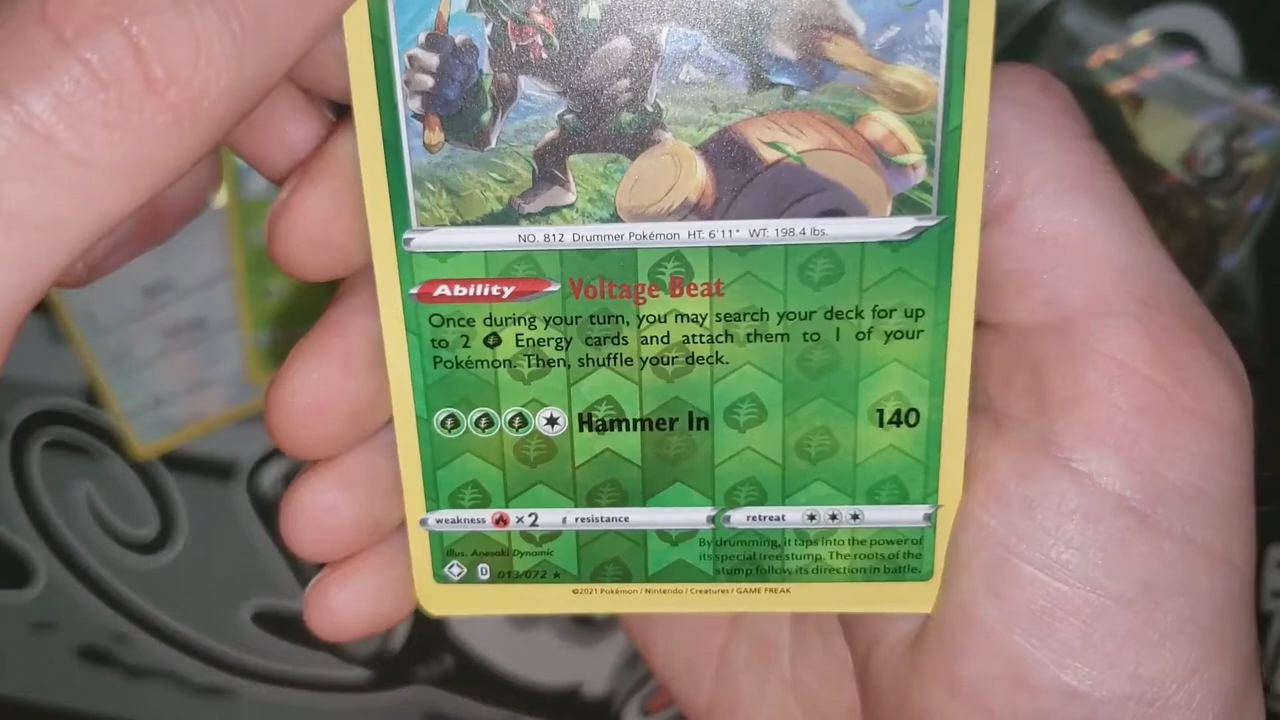 NO. 812 Drummer Pokémon HT: 6'11" WT: 198.4 lbs.
Ability Voltage Beat
Once during your turn, you may search your deck for up
to 2 Energy cards and attach them to 1 of your
Pokémon. Then, shuffle your deck.
Hammer In 140
weakness ×2 resistance retreat
By drumming, it taps into the power of
its special tree stump. The roots of the
stump follow its direction in battle.
Illus. Anesaki Dynamic
D 013/072 ★
©2021 Pokémon / Nintendo / Creatures / GAME FREAK